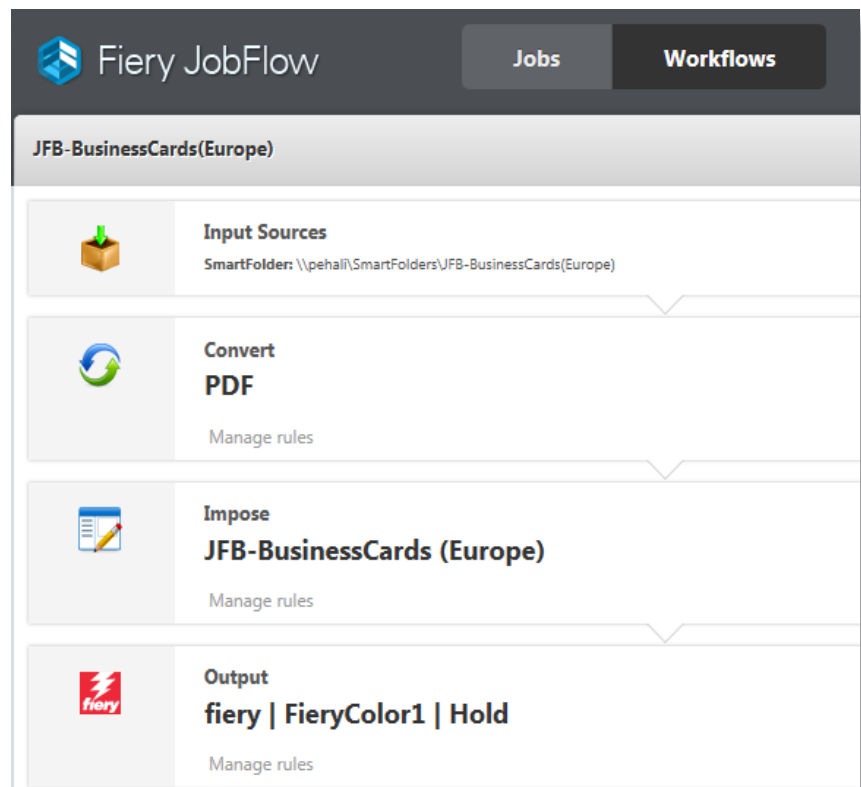 Fiery JobFlow
Jobs
Workflows
JFB-BusinessCards(Europe)
Input Sources
SmartFolder: \\pehali\SmartFolders\JFB-BusinessCards(Europe)
Convert
PDF
Manage rules
Impose
JFB-BusinessCards (Europe)
Manage rules
fiery
Output
fiery | FieryColor1 | Hold
Manage rules